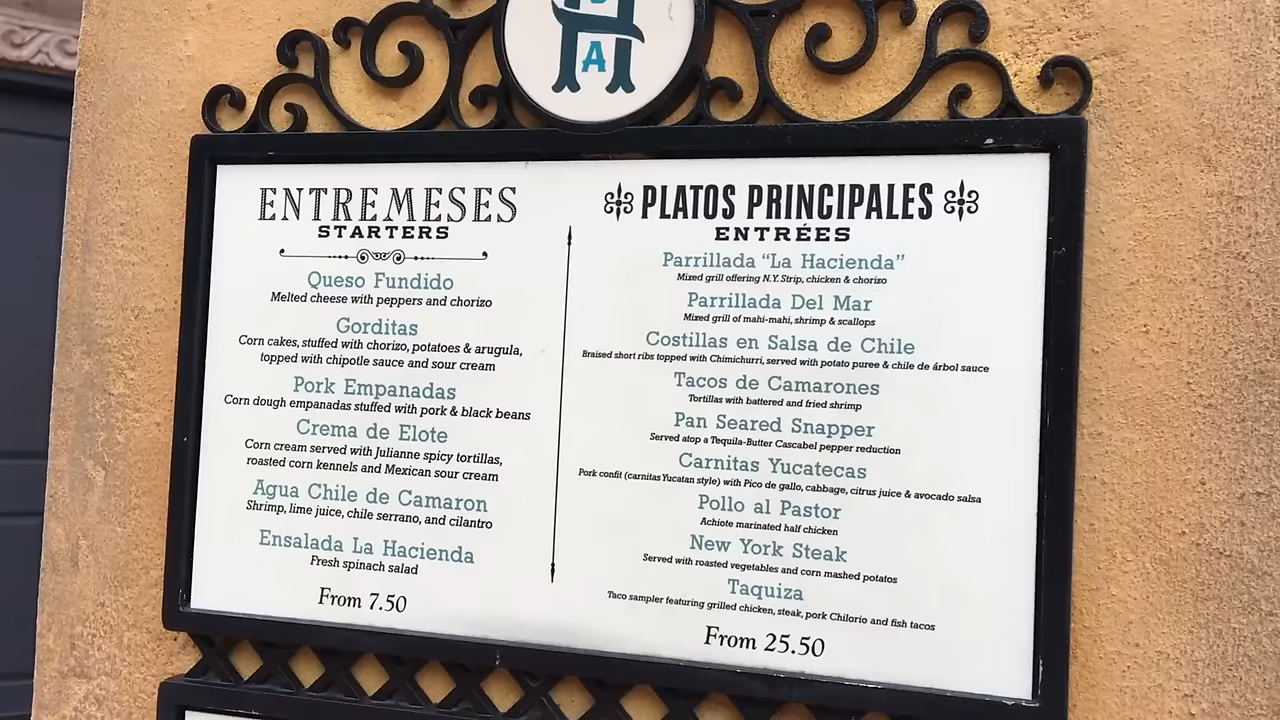 H
A
ENTREMESES
STARTERS
Queso Fundido
Melted cheese with peppers and chorizo
Gorditas
Corn cakes, stuffed with chorizo, potatoes & arugula,
topped with chipotle sauce and sour cream
Pork Empanadas
Corn dough empanadas stuffed with pork & black beans
Crema de Elote
Corn cream served with Julianne spicy tortillas,
roasted corn kennels and Mexican sour cream
Agua Chile de Camaron
Shrimp, lime juice, chile serrano, and cilantro
Ensalada La Hacienda
Fresh spinach salad
From 7.50
PLATOS PRINCIPALES
ENTRÉES
Parrillada “La Hacienda”
Mixed grill offering N.Y. Strip, chicken & chorizo
Parrillada Del Mar
Mixed grill of mahi-mahi, shrimp & scallops
Costillas en Salsa de Chile
Braised short ribs topped with Chimichurri, served with potato puree & chile de árbol sauce
Tacos de Camarones
Tortillas with battered and fried shrimp
Pan Seared Snapper
Served atop a Tequila-Butter Cascabel pepper reduction
Carnitas Yucatecas
Pork confit (carnitas Yucatan style) with Pico de gallo, cabbage, citrus juice & avocado salsa
Pollo al Pastor
Achiote marinated half chicken
New York Steak
Served with roasted vegetables and corn mashed potatos
Taquiza
Taco sampler featuring grilled chicken, steak, pork Chilorio and fish tacos
From 25.50